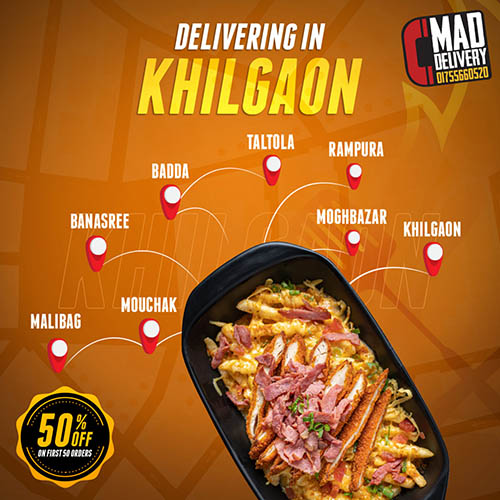 DELIVERING IN
KHILGAON
MAD
DELIVERY
01755660520
TALTOLA
RAMPURA
BADDA
BANASREE
MOGHBAZAR
KHILGAON
MOUCHAK
MALIBAG
KHILGAON
50% OFF
ON FIRST 50 ORDERS